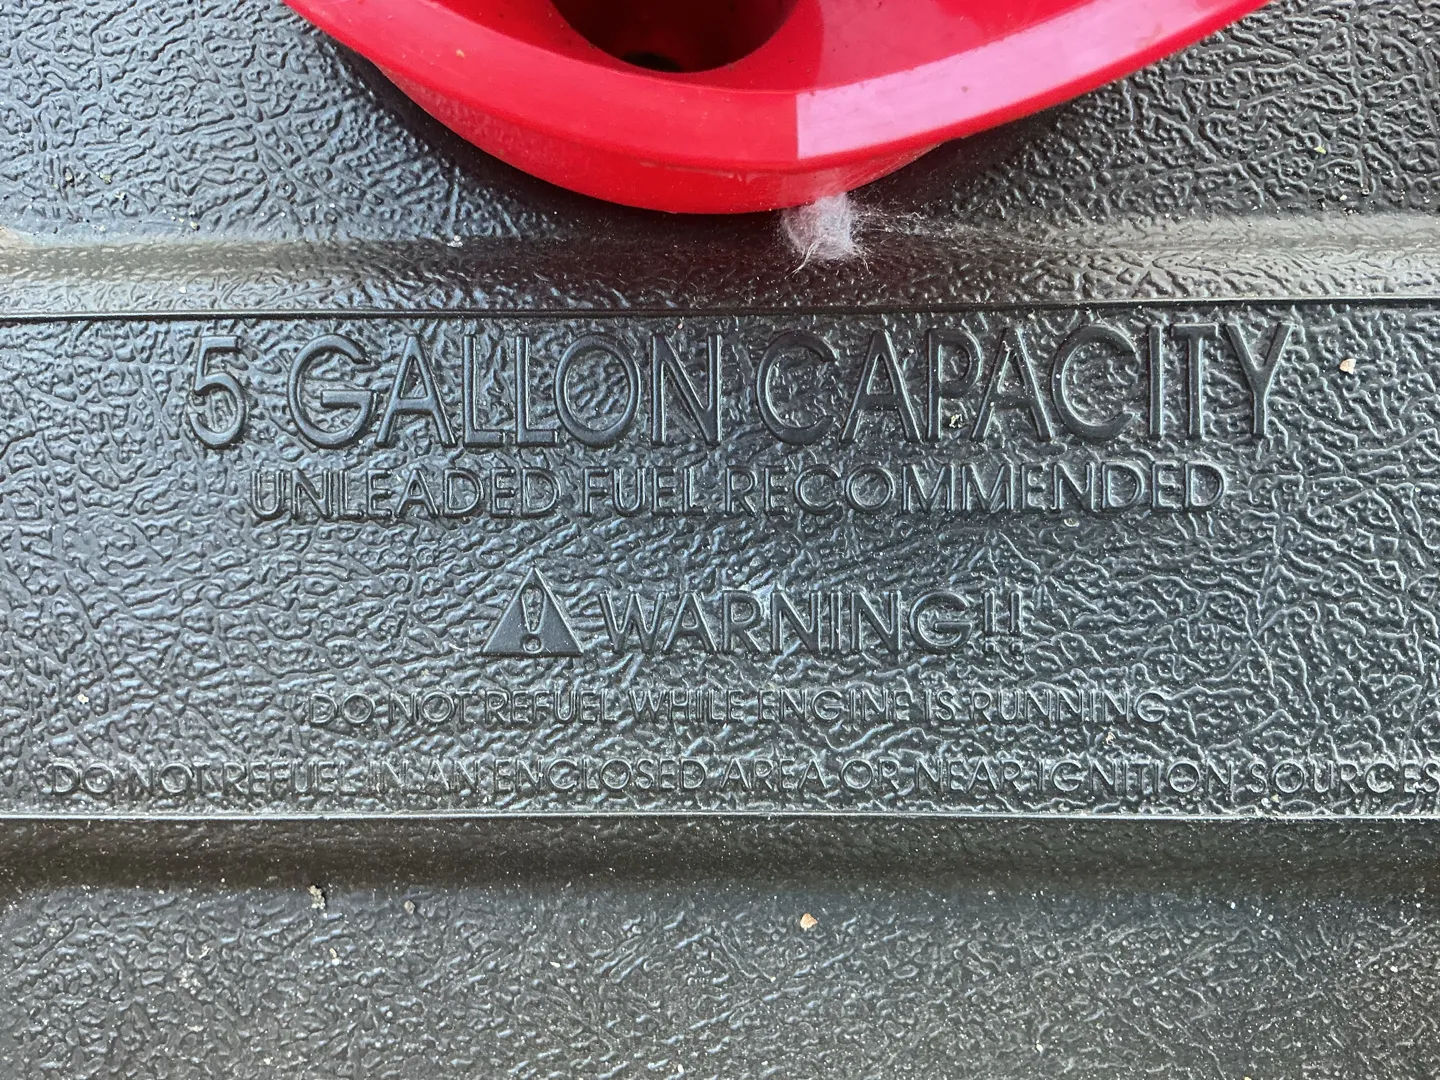 5 GALLON CAPACITY
UNLEADED FUEL RECOMMENDED
WARNING!!
DO NOT REFUEL WHILE ENGINE IS RUNNING
DO NOT REFUEL IN AN ENCLOSED AREA OR NEAR IGNITION SOURCES